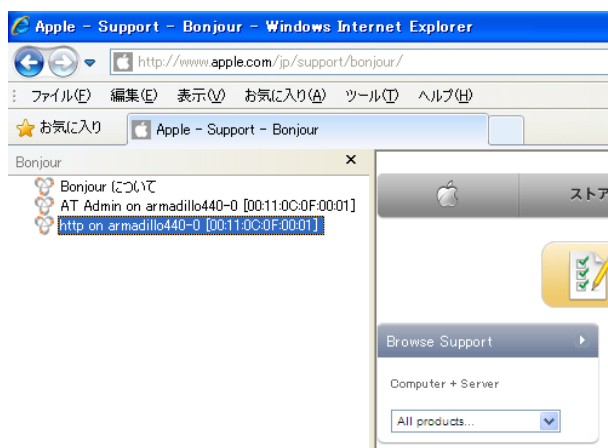 Apple - Support - Bonjour - Windows Internet Explorer
http://www.apple.com/jp/support/bonjour/
ファイル(F) 編集(E) 表示(V) お気に入り(A) ツール(T) ヘルプ(H)
お気に入り Apple - Support - Bonjour
Bonjour
Bonjour について
AT Admin on armadillo440-0 [00:11:0C:0F:00:01]
http on armadillo440-0 [00:11:0C:0F:00:01]
ストア
Browse Support
Computer + Server
All products...